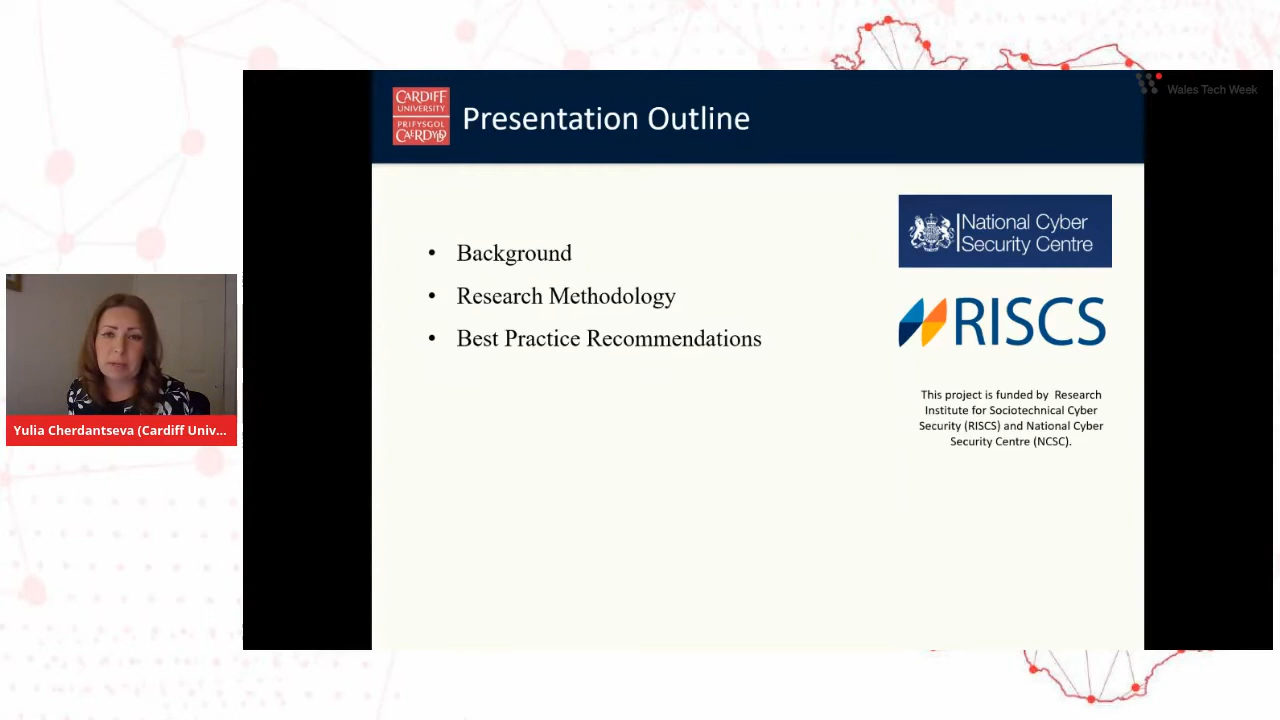 CARDIFF
UNIVERSITY
PRIFYSGOL
CAERDYDD
Presentation Outline
Wales Tech Week
• Background
• Research Methodology
• Best Practice Recommendations
National Cyber
Security Centre
RISCS
This project is funded by Research
Institute for Sociotechnical Cyber
Security (RISCS) and National Cyber
Security Centre (NCSC).
Yulia Cherdantseva (Cardiff Univ...